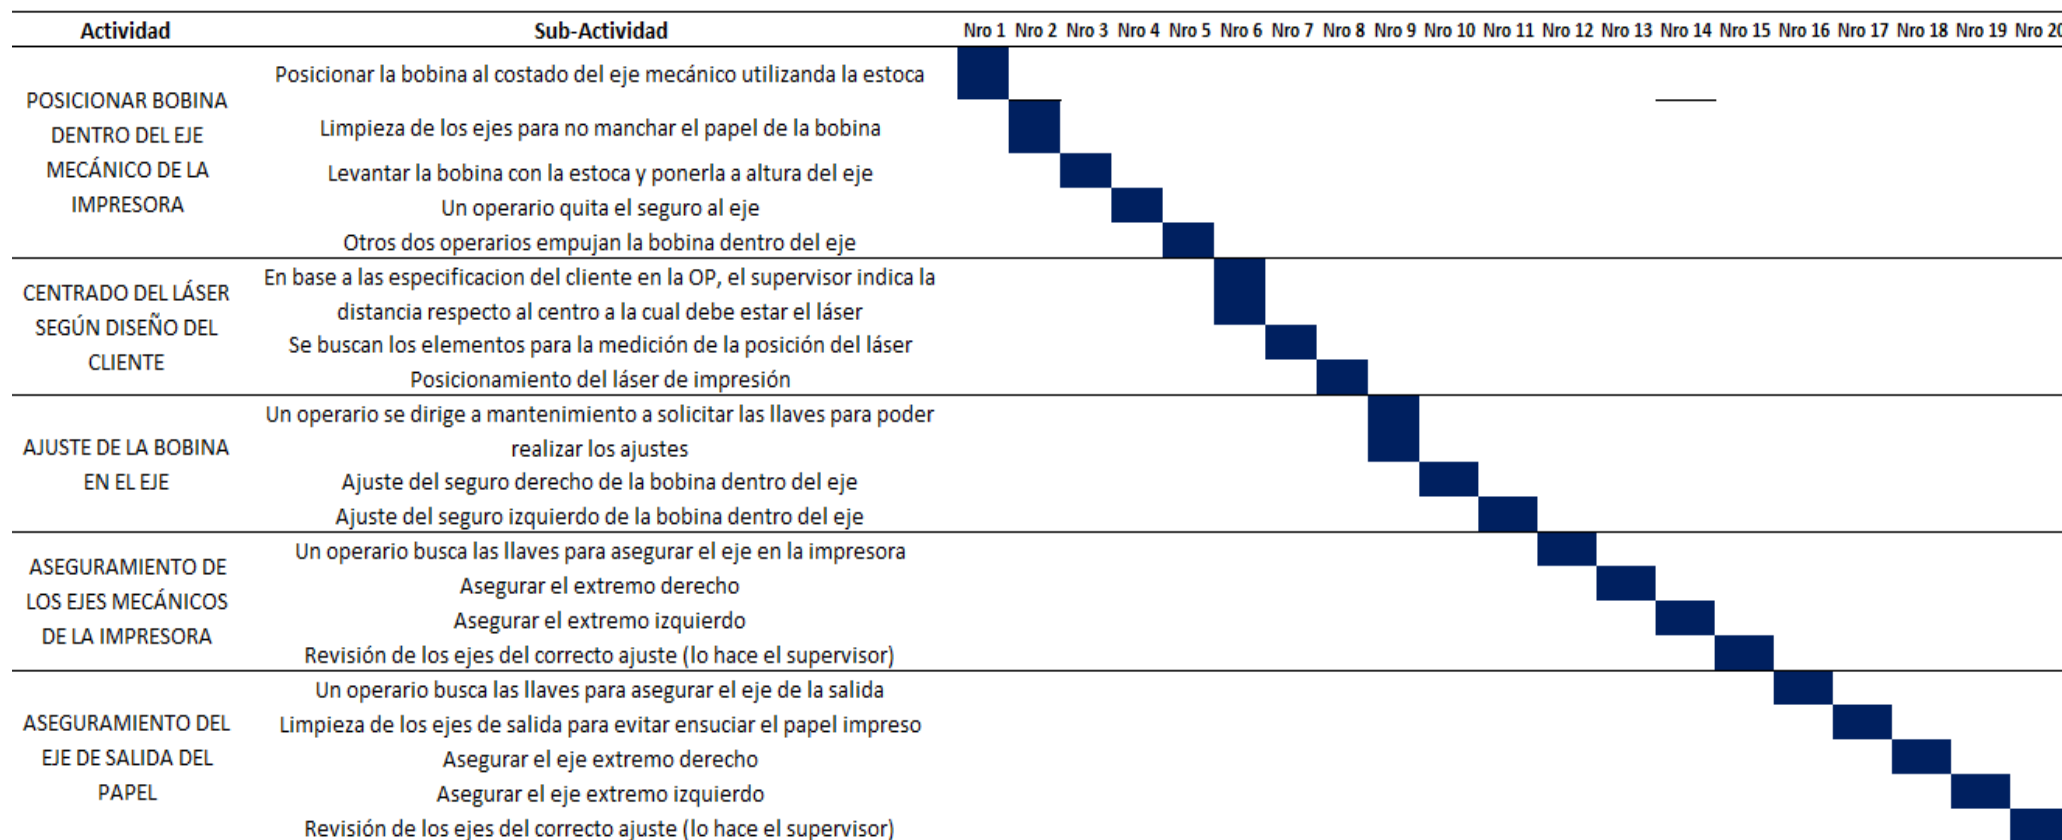 Actividad Sub-Actividad Nro 1 Nro 2 Nro 3 Nro 4 Nro 5 Nro 6 Nro 7 Nro 8 Nro 9 Nro 10 Nro 11 Nro 12 Nro 13 Nro 14 Nro 15 Nro 16 Nro 17 Nro 18 Nro 19 Nro 20
POSICIONAR BOBINA
DENTRO DEL EJE
MECÁNICO DE LA
IMPRESORA
Posicionar la bobina al costado del eje mecánico utilizanda la estoca
Limpieza de los ejes para no manchar el papel de la bobina
Levantar la bobina con la estoca y ponerla a altura del eje
Un operario quita el seguro al eje
Otros dos operarios empujan la bobina dentro del eje
CENTRADO DEL LÁSER
SEGÚN DISEÑO DEL
CLIENTE
En base a las especificacion del cliente en la OP, el supervisor indica la
distancia respecto al centro a la cual debe estar el láser
Se buscan los elementos para la medición de la posición del láser
Posicionamiento del láser de impresión
AJUSTE DE LA BOBINA
EN EL EJE
Un operario se dirige a mantenimiento a solicitar las llaves para poder
realizar los ajustes
Ajuste del seguro derecho de la bobina dentro del eje
Ajuste del seguro izquierdo de la bobina dentro del eje
ASEGURAMIENTO DE
LOS EJES MECÁNICOS
DE LA IMPRESORA
Un operario busca las llaves para asegurar el eje en la impresora
Asegurar el extremo derecho
Asegurar el extremo izquierdo
Revisión de los ejes del correcto ajuste (lo hace el supervisor)
ASEGURAMIENTO DEL
EJE DE SALIDA DEL
PAPEL
Un operario busca las llaves para asegurar el eje de la salida
Limpieza de los ejes de salida para evitar ensuciar el papel impreso
Asegurar el eje extremo derecho
Asegurar el eje extremo izquierdo
Revisión de los ejes del correcto ajuste (lo hace el supervisor)